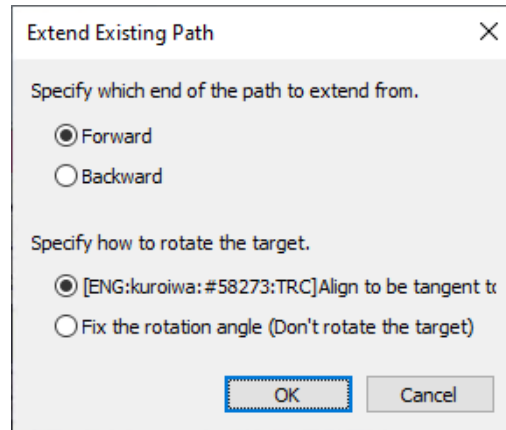 Extend Existing Path
Specify which end of the path to extend from.
Forward
Backward
Specify how to rotate the target.
[ENG:kuroiwa:#58273:TRC]Align to be tangent to
Fix the rotation angle (Don't rotate the target)
OK
Cancel